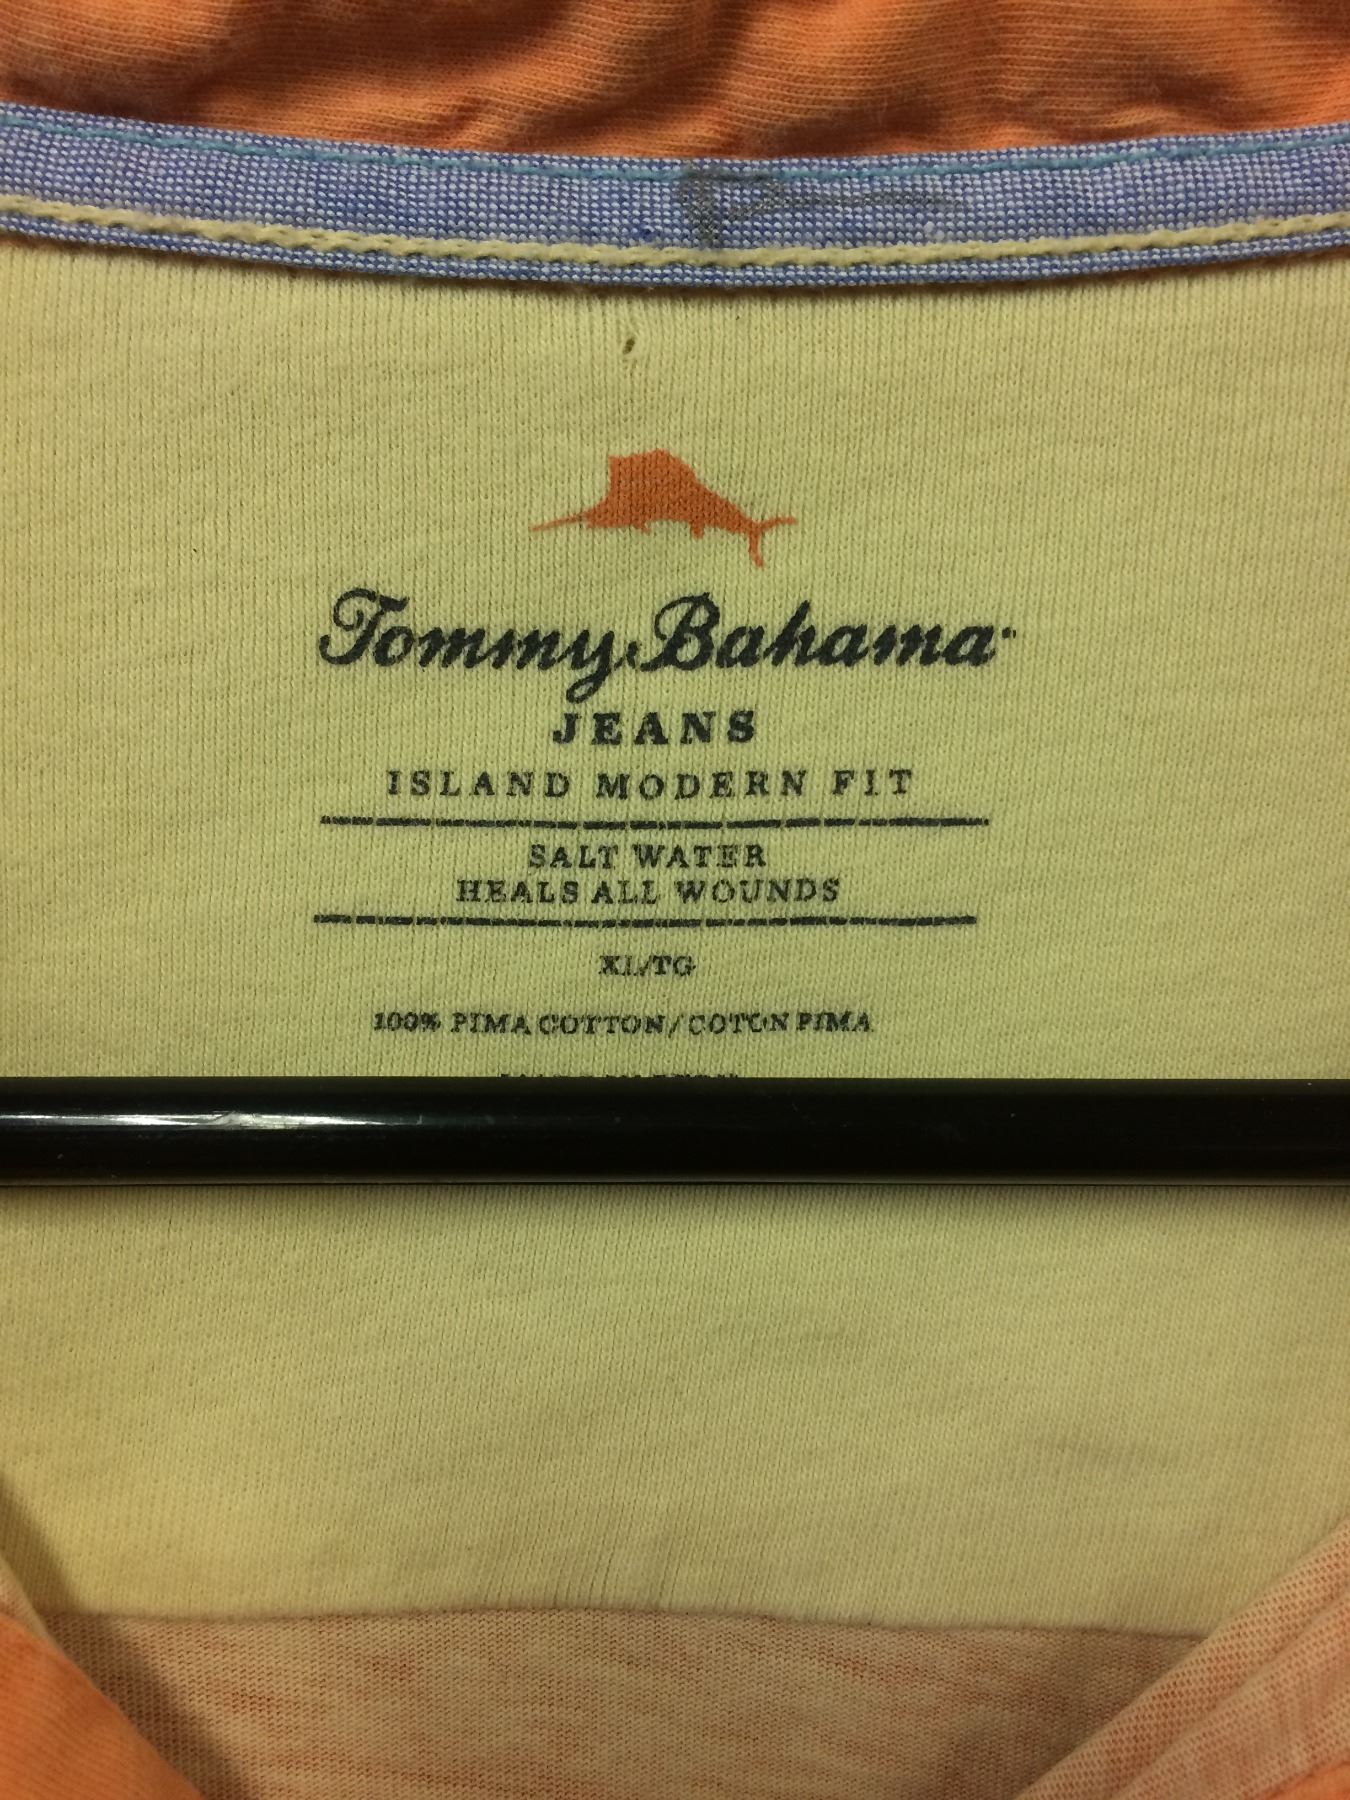 Tommy Bahama
JEANS
ISLAND MODERN FIT
SALT WATER
HEALS ALL WOUNDS
XL/TG
100% PIMA COTTON/COTON PIMA